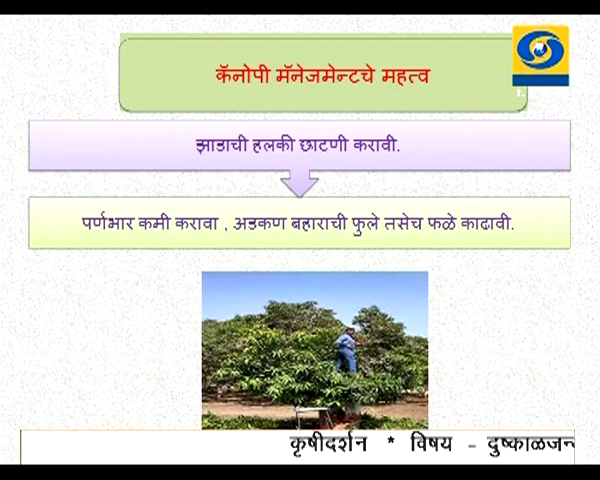 कॅनोपी मॅनेजमेन्टचे महत्व
झाडाची हलकी छाटणी करावी.
पर्णभार कमी करावा , अडकण बहाराची फुले तसेच फळे काढावी.
कृषीदर्शन * विषय - दुष्काळजन्